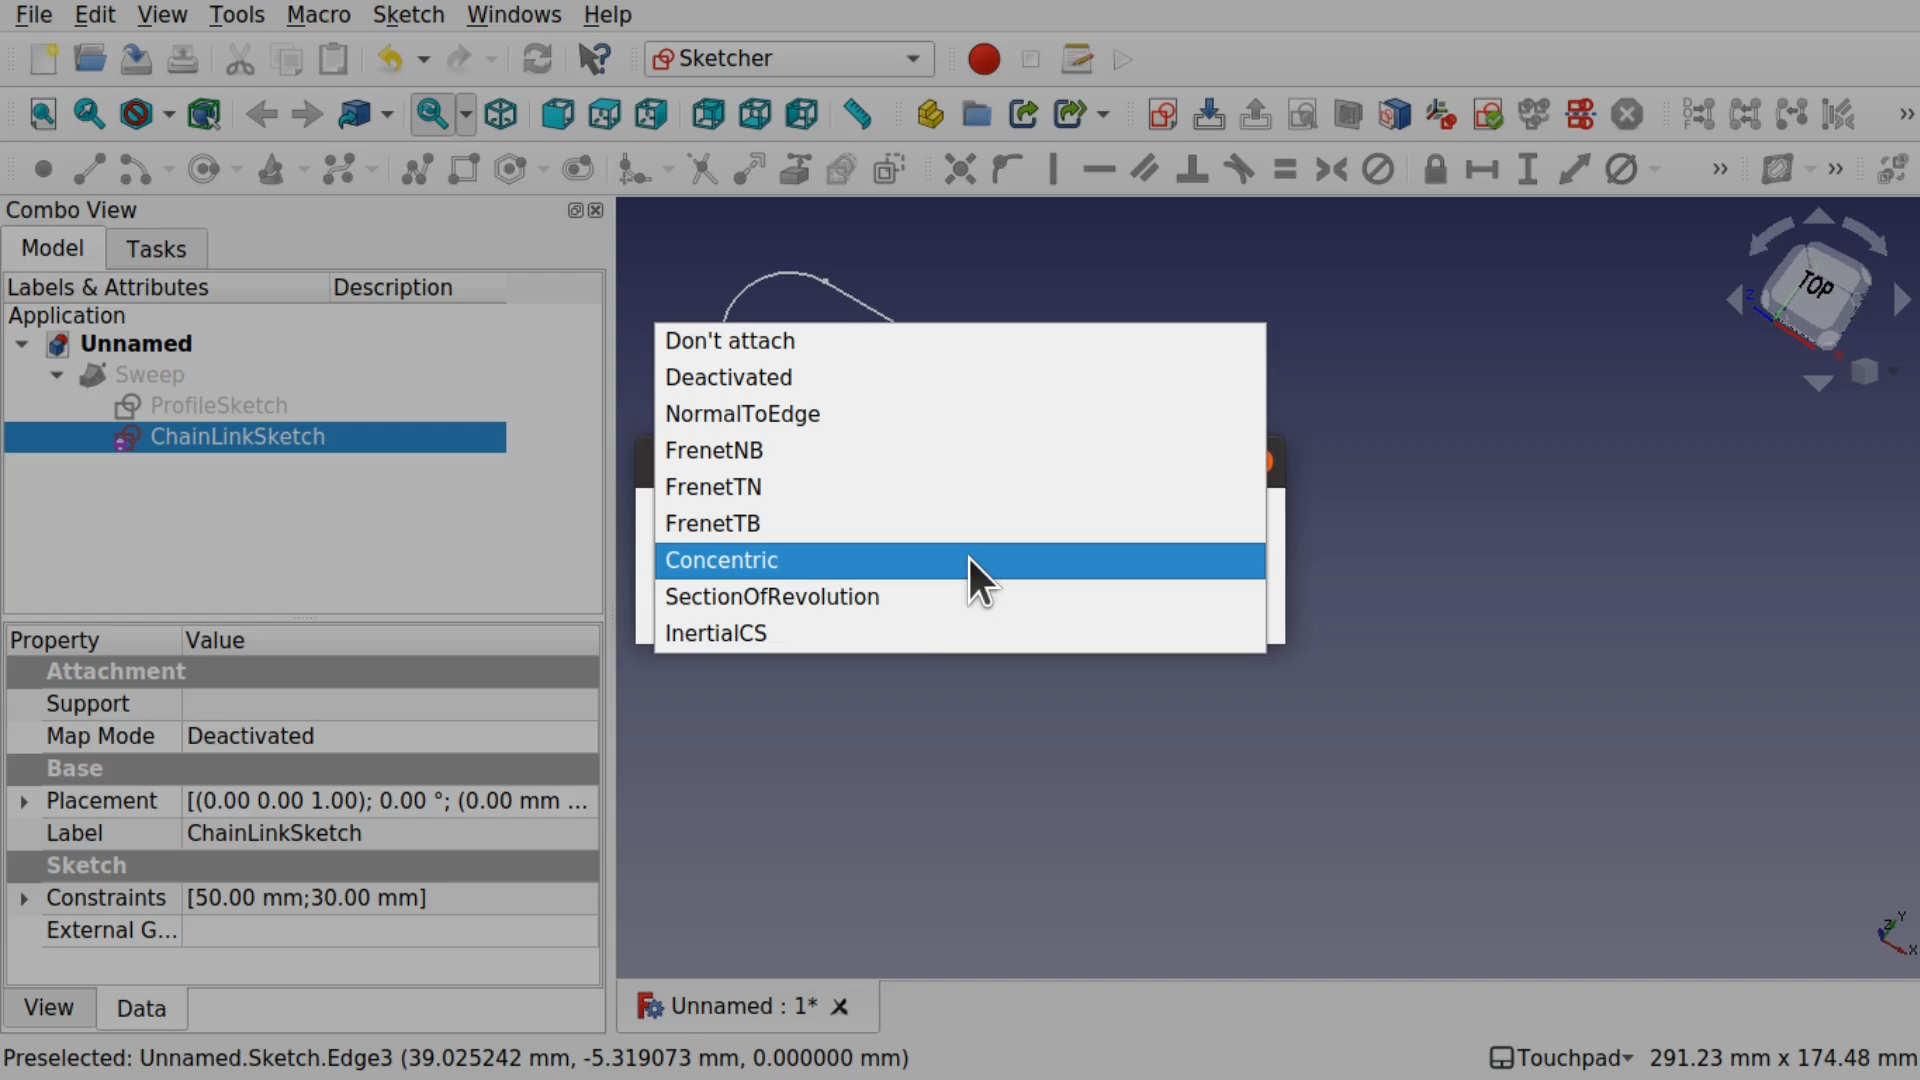 File Edit View Tools Macro Sketch Windows Help
Sketcher
Combo View
Model Tasks
Labels & Attributes Description
Application
Unnamed
Sweep
ProfileSketch
ChainLinkSketch
TOP
Z
X
Don't attach
Deactivated
NormalToEdge
FrenetNB
FrenetTN
FrenetTB
Concentric
SectionOfRevolution
InertialCS
Property Value
Attachment
Support
Map Mode Deactivated
Base
Placement [(0.00 0.00 1.00); 0.00 °; (0.00 mm ...
Label ChainLinkSketch
Sketch
Constraints [50.00 mm;30.00 mm]
External G...
Y
Z
X
View Data
Unnamed : 1*
Preselected: Unnamed.Sketch.Edge3 (39.025242 mm, -5.319073 mm, 0.000000 mm)
Touchpad 291.23 mm x 174.48 mm